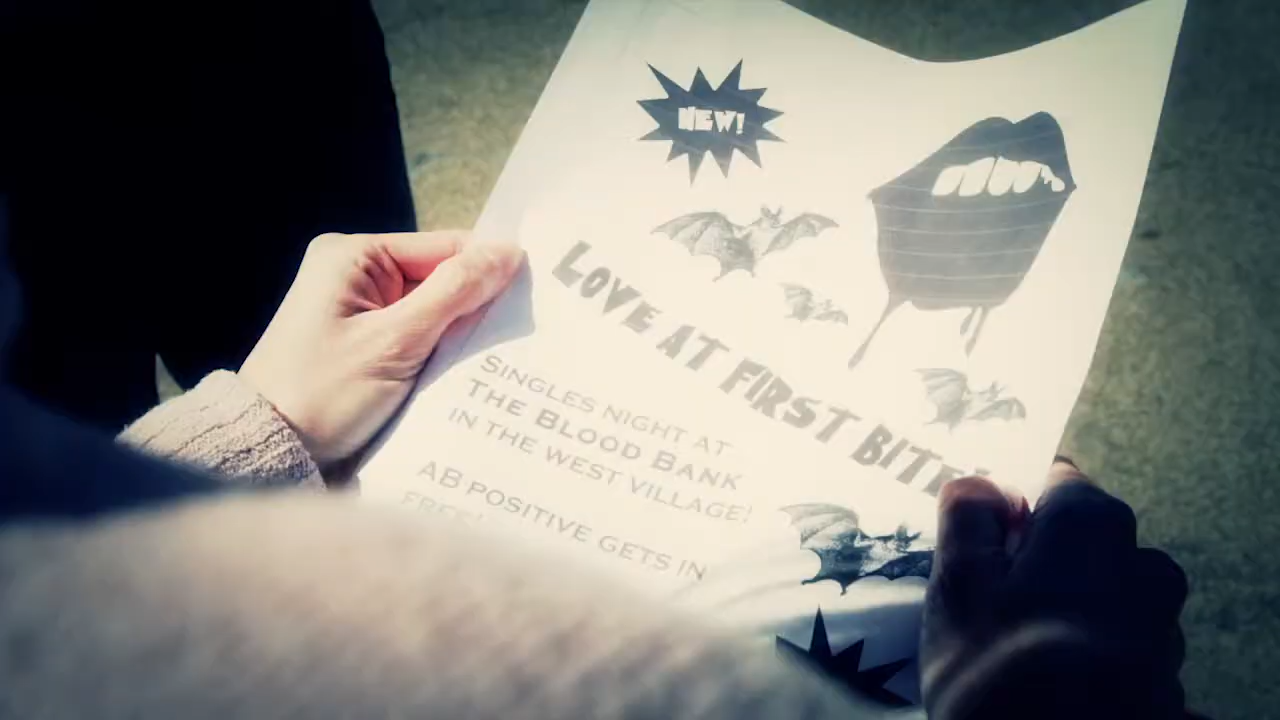 NEW!
LOVE AT FIRST BITE!
SINGLES NIGHT AT
THE BLOOD BANK
IN THE WEST VILLAGE!
AB POSITIVE GETS IN
FREE!